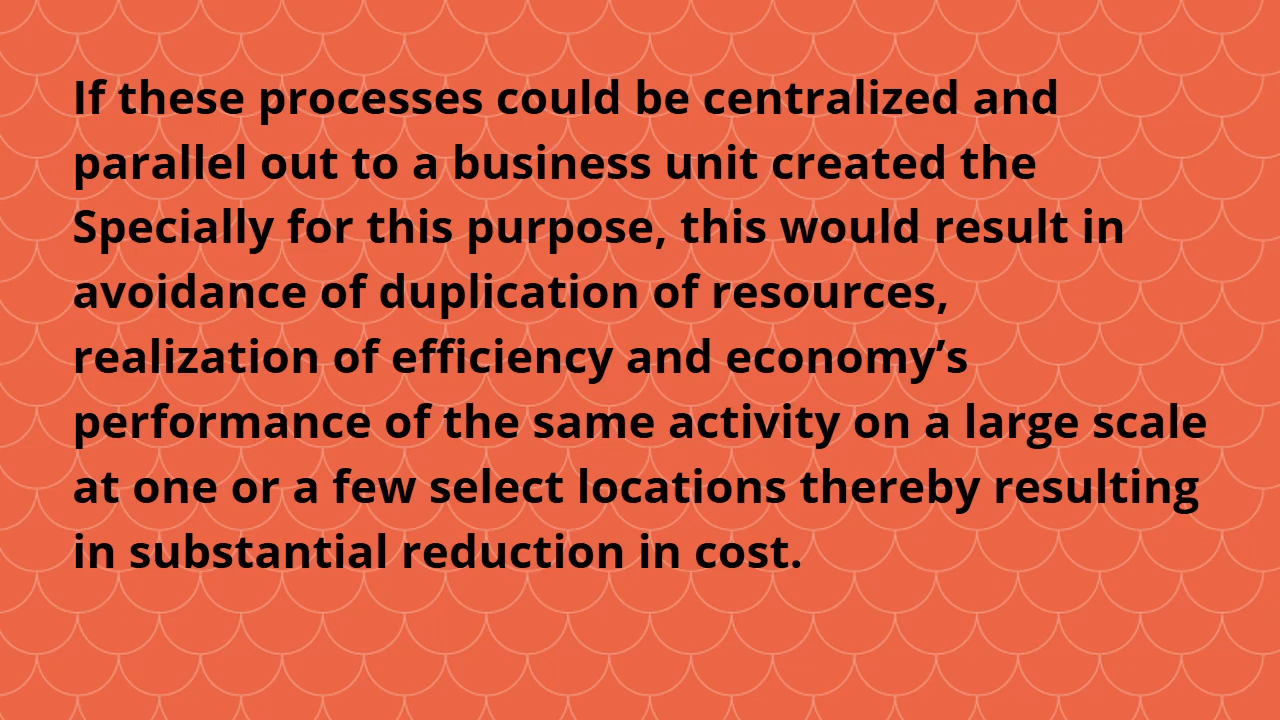 If these processes could be centralized and
parallel out to a business unit created the
Specially for this purpose, this would result in
avoidance of duplication of resources,
realization of efficiency and economy’s
performance of the same activity on a large scale
at one or a few select locations thereby resulting
in substantial reduction in cost.